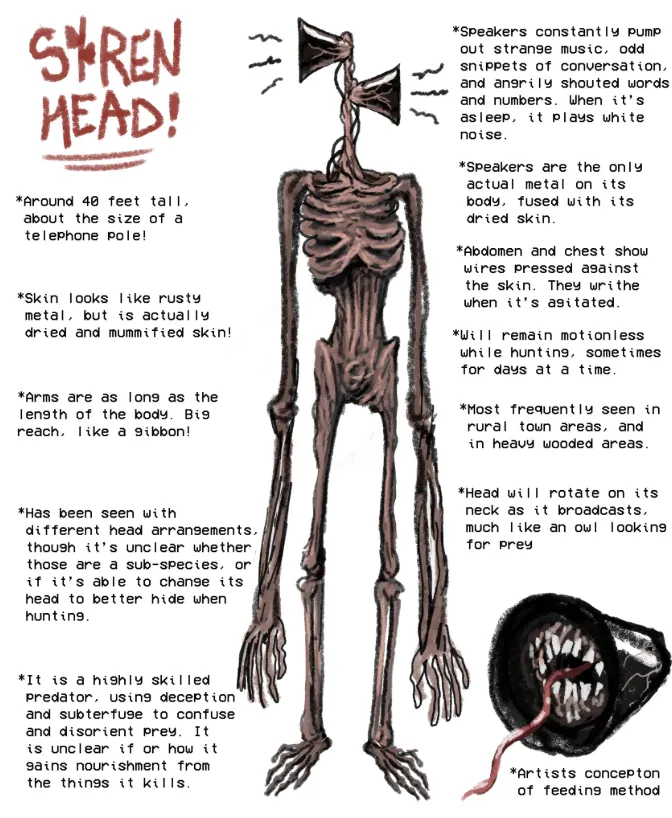 SIREN
HEAD!
*Around 40 feet tall,
about the size of a
telephone pole!
*Skin looks like rusty
metal, but is actually
dried and mummified skin!
*Arms are as long as the
length of the body. Big
reach, like a gibbon!
*Has been seen with
different head arrangements,
though it's unclear whether
those are a sub-species, or
if it's able to change its
head to better hide when
hunting.
*It is a highly skilled
predator, using deception
and subterfuge to confuse
and disorient prey. It
is unclear if or how it
gains nourishment from
the things it kills.
*Speakers constantly pump
out strange music, odd
snippets of conversation,
and angrily shouted words
and numbers. When it's
asleep, it plays white
noise.
*Speakers are the only
actual metal on its
body, fused with its
dried skin.
*Abdomen and chest show
wires pressed against
the skin. They writhe
when it's agitated.
*Will remain motionless
while hunting, sometimes
for days at a time.
*Most frequently seen in
rural town areas, and
in heavy wooded areas.
*Head will rotate on its
neck as it broadcasts,
much like an owl looking
for prey
*Artists concepton
of feeding method